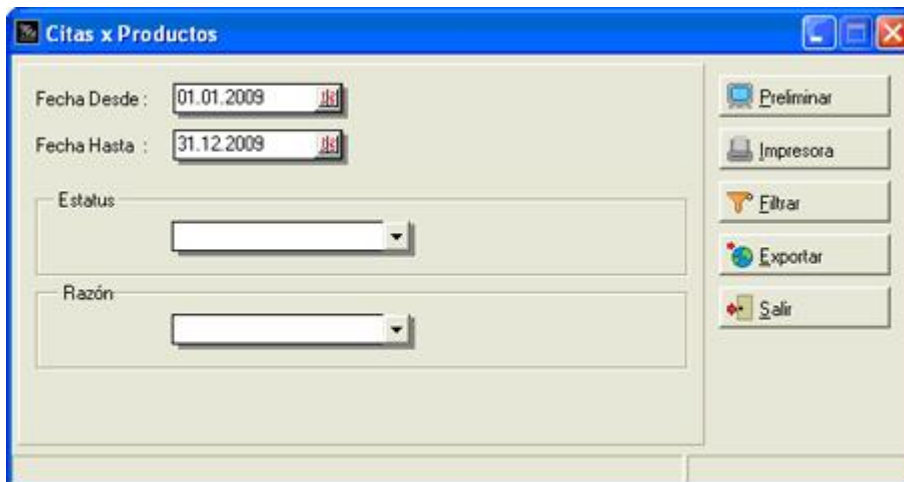 Citas x Productos
Fecha Desde : 01.01.2009
Fecha Hasta : 31.12.2009
Estatus
Razón
Preliminar
Impresora
Filtrar
Exportar
Salir